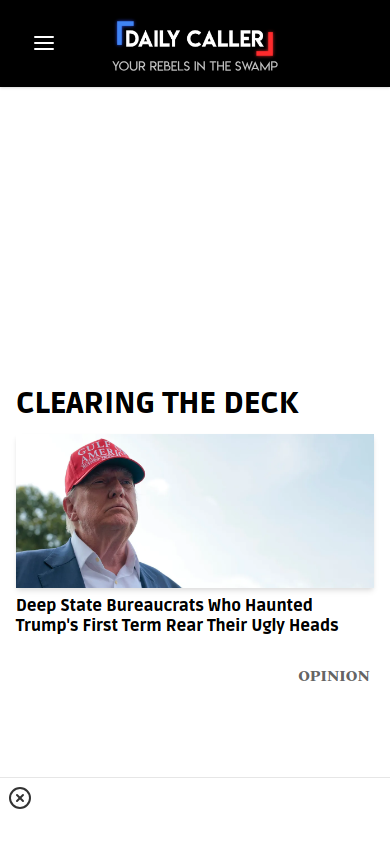 DAILY CALLER
YOUR REBELS IN THE SWAMP
CLEARING THE DECK
GULF OF
AMERICA
Deep State Bureaucrats Who Haunted
Trump's First Term Rear Their Ugly Heads
OPINION